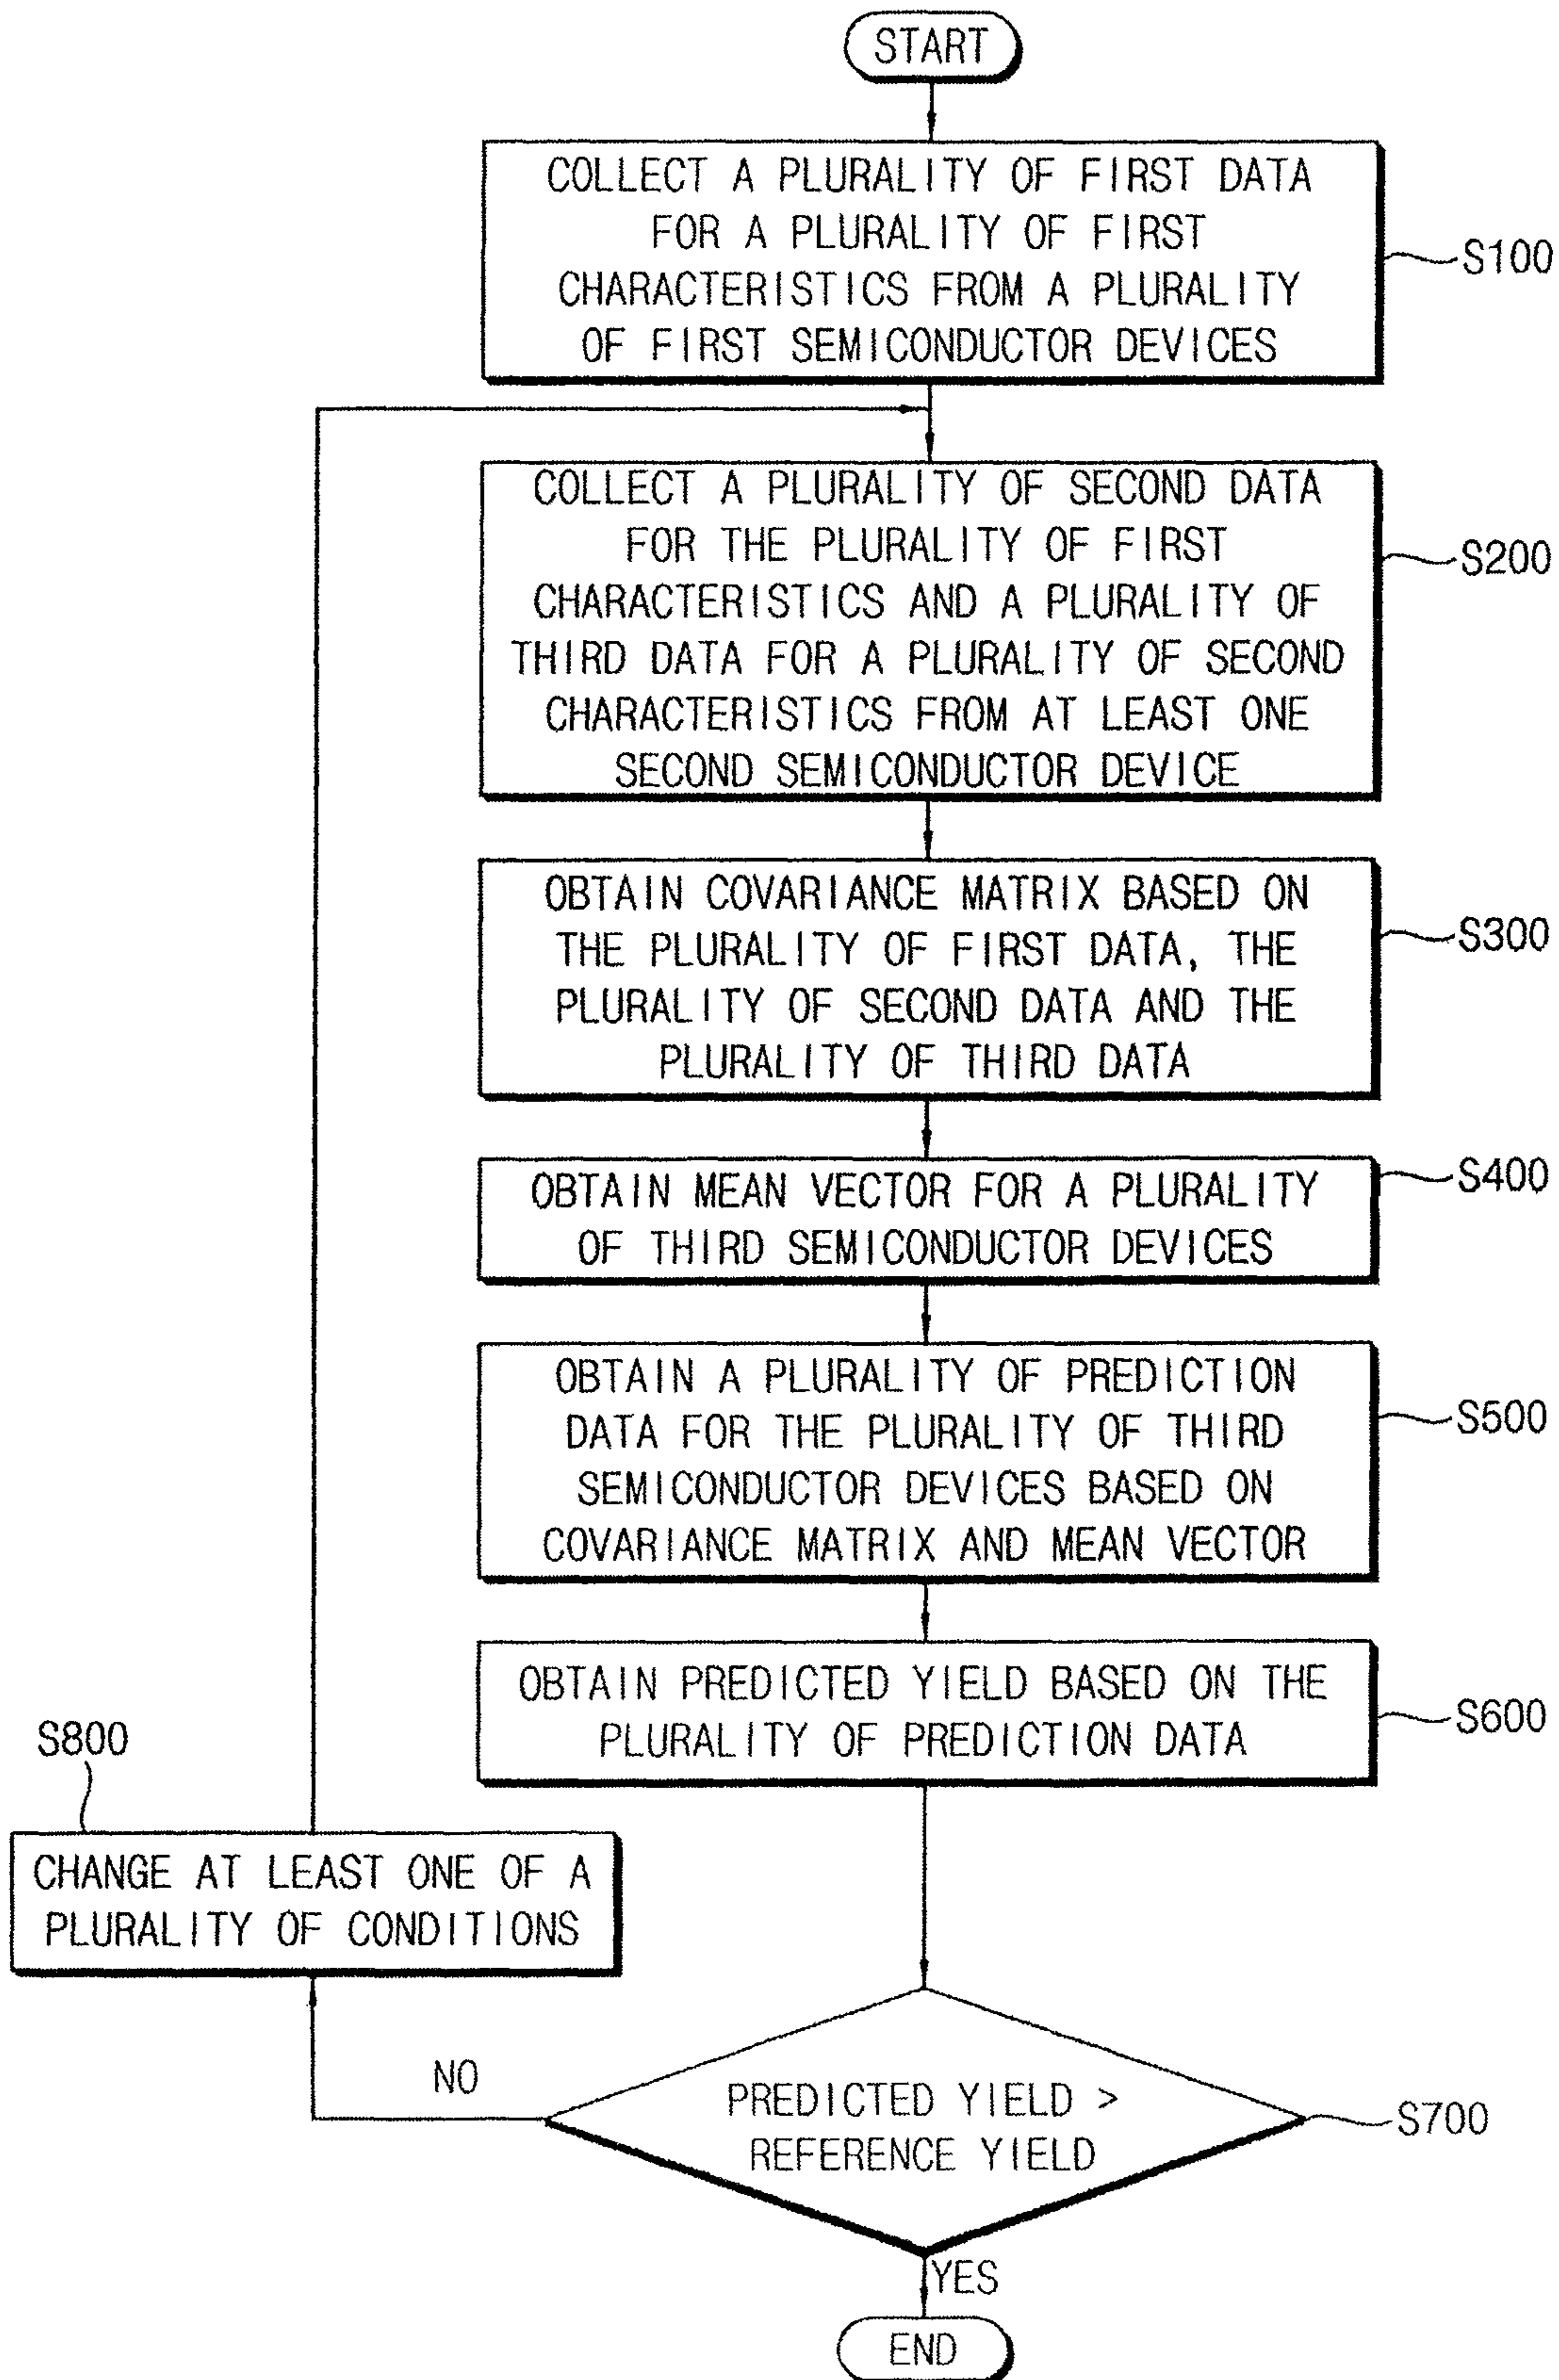 START
COLLECT A PLURALITY OF FIRST DATA
FOR A PLURALITY OF FIRST
CHARACTERISTICS FROM A PLURALITY
OF FIRST SEMICONDUCTOR DEVICES
S100
COLLECT A PLURALITY OF SECOND DATA
FOR THE PLURALITY OF FIRST
CHARACTERISTICS AND A PLURALITY OF
THIRD DATA FOR A PLURALITY OF SECOND
CHARACTERISTICS FROM AT LEAST ONE
SECOND SEMICONDUCTOR DEVICE
S200
OBTAIN COVARIANCE MATRIX BASED ON
THE PLURALITY OF FIRST DATA, THE
PLURALITY OF SECOND DATA AND THE
PLURALITY OF THIRD DATA
S300
OBTAIN MEAN VECTOR FOR A PLURALITY
OF THIRD SEMICONDUCTOR DEVICES
S400
OBTAIN A PLURALITY OF PREDICTION
DATA FOR THE PLURALITY OF THIRD
SEMICONDUCTOR DEVICES BASED ON
COVARIANCE MATRIX AND MEAN VECTOR
S500
OBTAIN PREDICTED YIELD BASED ON THE
PLURALITY OF PREDICTION DATA
S600
S800
CHANGE AT LEAST ONE OF A
PLURALITY OF CONDITIONS
NO
PREDICTED YIELD >
REFERENCE YIELD
S700
YES
END